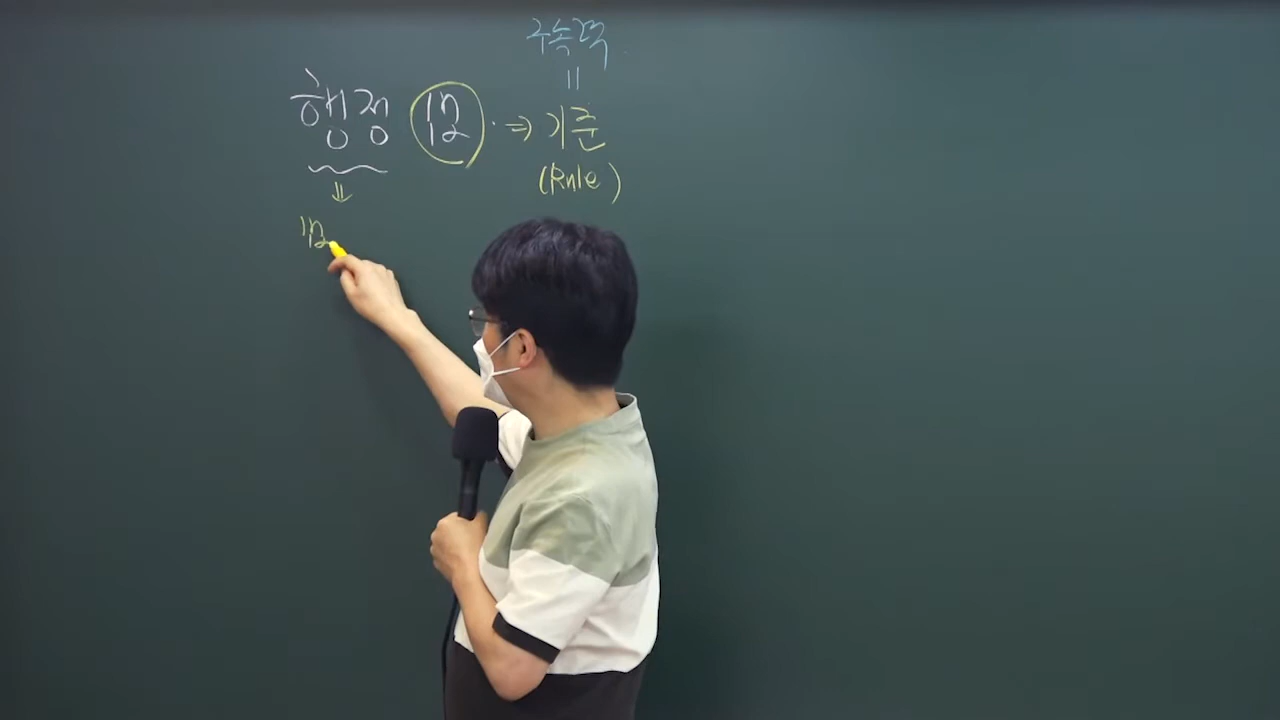 구속력
||
행정 법 ⇒ 기준
(Rule)
⇓
법